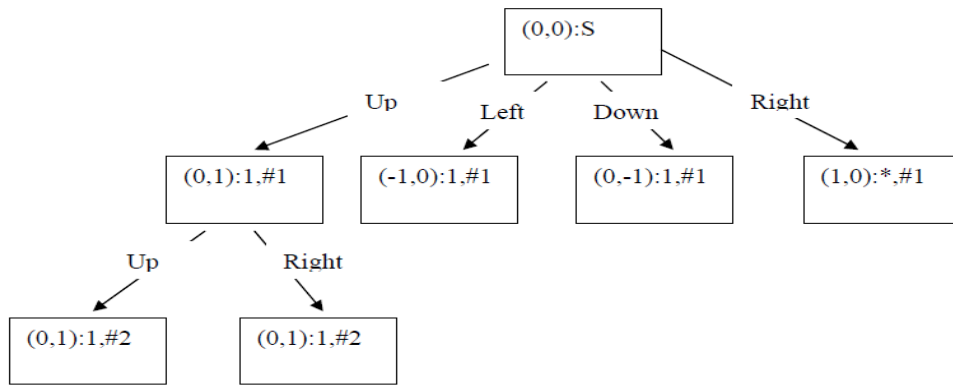 (0,0):S
Up
Left
Down
Right
(0,1):1,#1
(-1,0):1,#1
(0,-1):1,#1
(1,0):*,#1
Up
Right
(0,1):1,#2
(0,1):1,#2